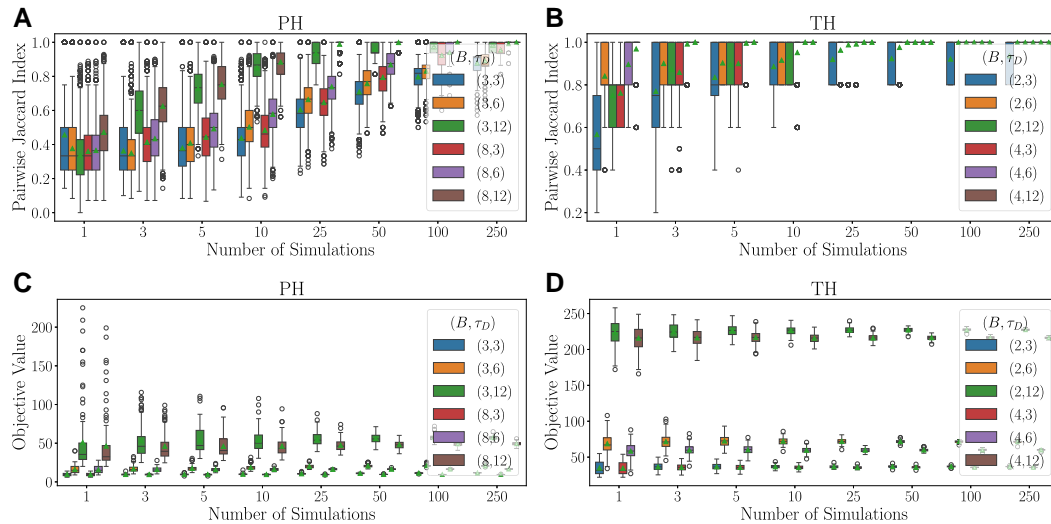 A
PH
Pairwise Jaccard Index
1.0
0.8
0.6
0.4
0.2
0.0
(B, τ_D)
(3,3)
(3,6)
(3,12)
(8,3)
(8,6)
(8,12)
1 3 5 10 25 50 100 250
Number of Simulations
B
TH
Pairwise Jaccard Index
1.0
0.8
0.6
0.4
0.2
(B, τ_D)
(2,3)
(2,6)
(2,12)
(4,3)
(4,6)
(4,12)
1 3 5 10 25 50 100 250
Number of Simulations
C
PH
Objective Value
200
150
100
50
0
(B, τ_D)
(3,3)
(3,6)
(3,12)
(8,3)
(8,6)
(8,12)
1 3 5 10 25 50 100 250
Number of Simulations
D
TH
Objective Value
250
200
150
100
50
(B, τ_D)
(2,3)
(2,6)
(2,12)
(4,3)
(4,6)
(4,12)
1 3 5 10 25 50 100 250
Number of Simulations